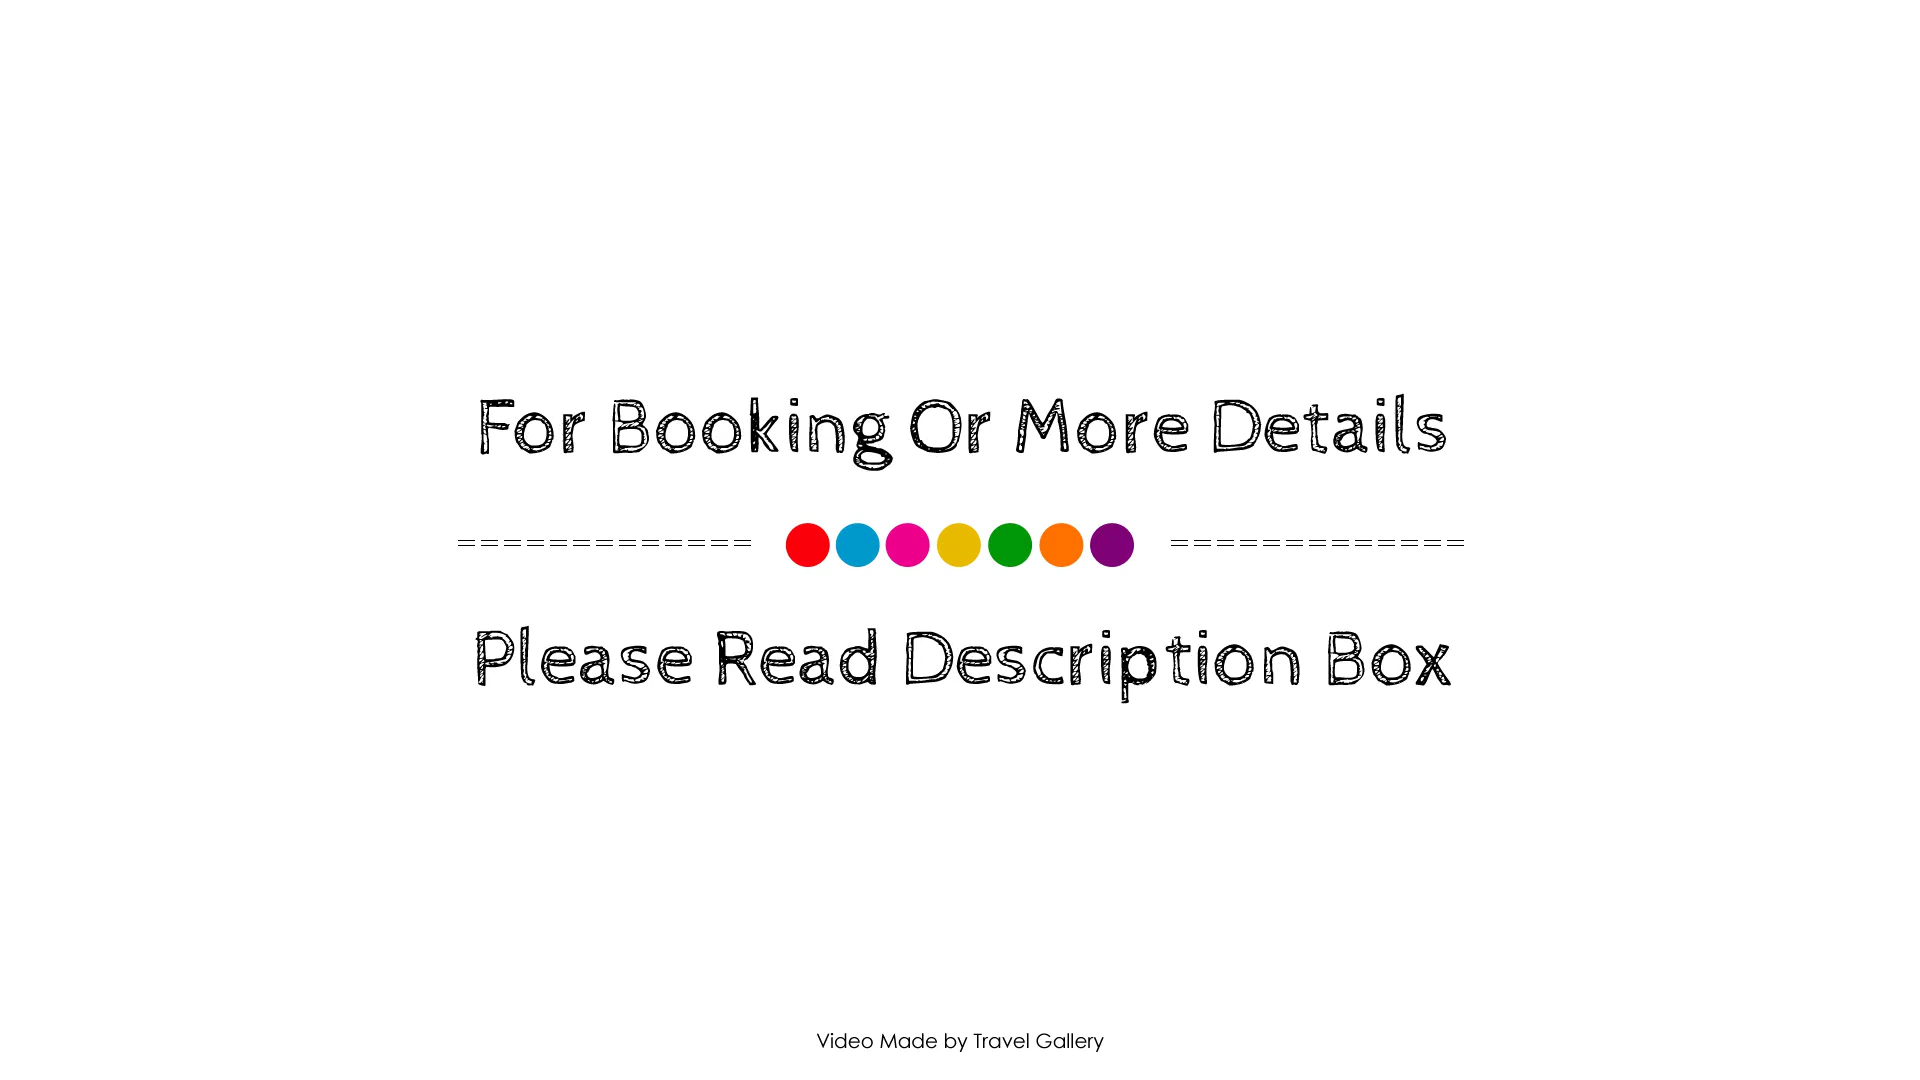 For Booking Or More Details
============= =============
Please Read Description Box
Video Made by Travel Gallery